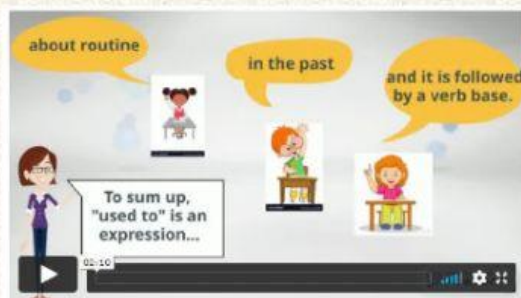 To sum up,
"used to" is an
expression...
about routine
in the past
and it is followed
by a verb base.
02:10